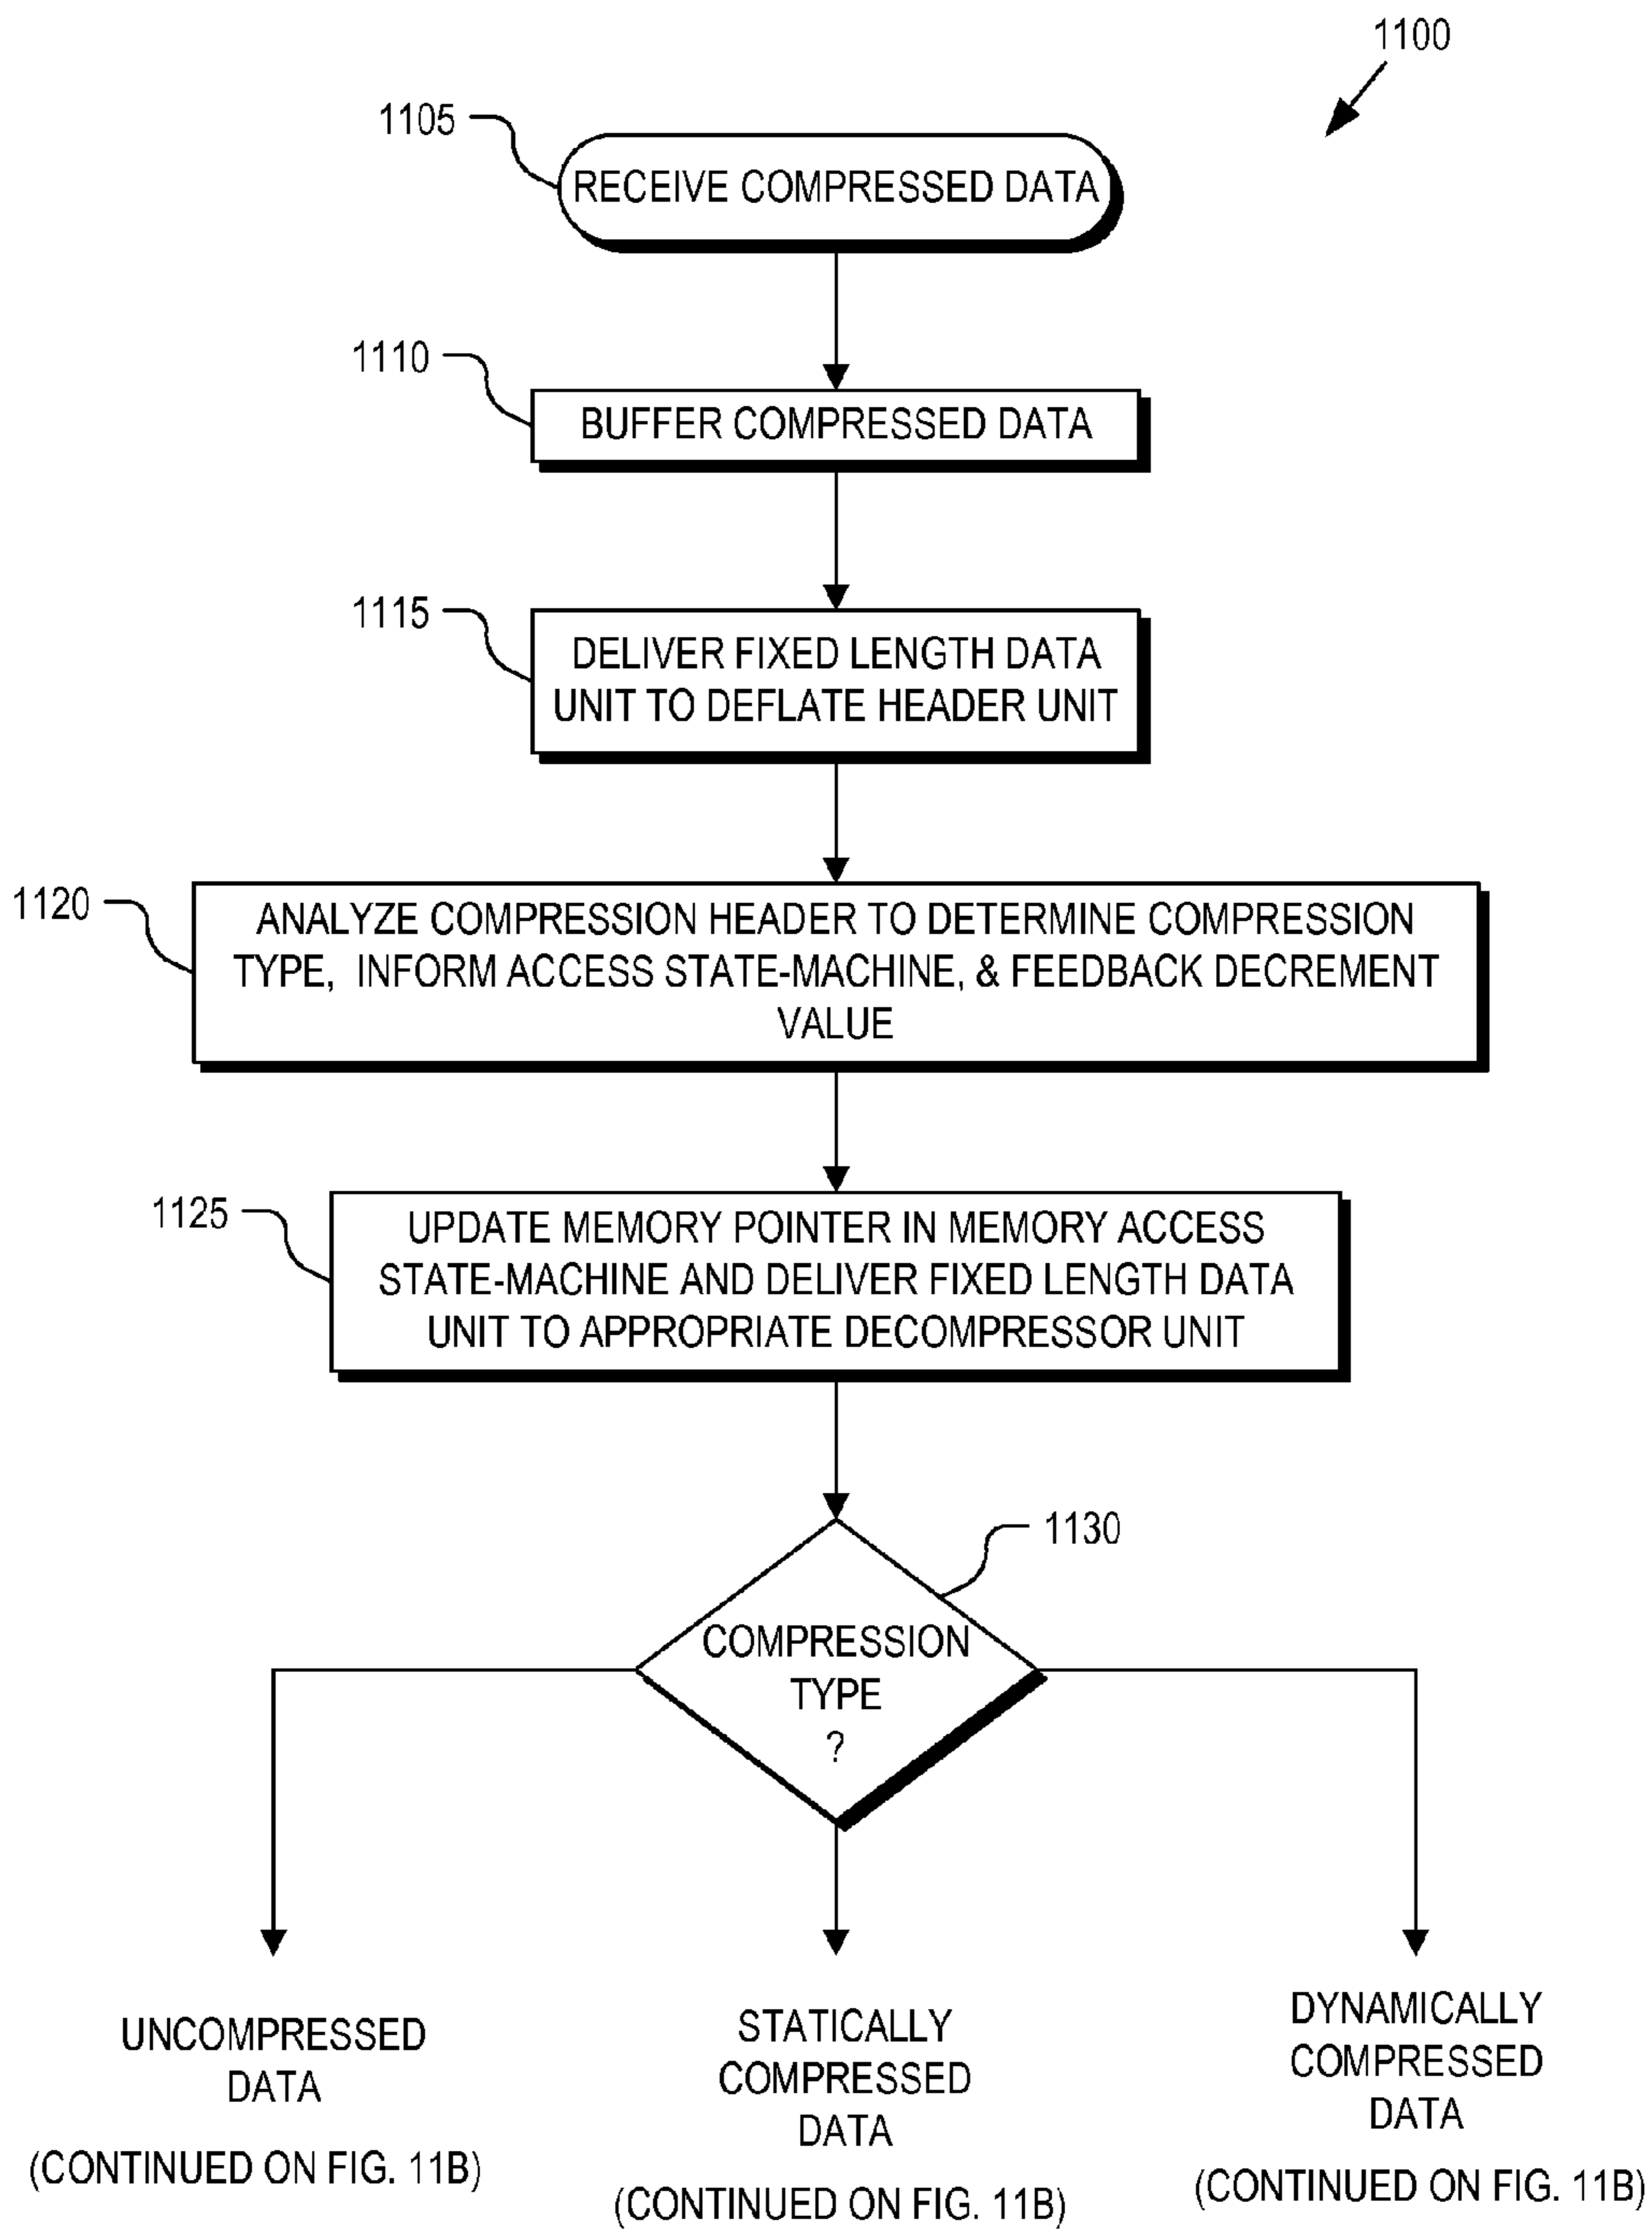 1100
1105
RECEIVE COMPRESSED DATA
1110
BUFFER COMPRESSED DATA
1115
DELIVER FIXED LENGTH DATA
UNIT TO DEFLATE HEADER UNIT
1120
ANALYZE COMPRESSION HEADER TO DETERMINE COMPRESSION
TYPE, INFORM ACCESS STATE-MACHINE, & FEEDBACK DECREMENT
VALUE
1125
UPDATE MEMORY POINTER IN MEMORY ACCESS
STATE-MACHINE AND DELIVER FIXED LENGTH DATA
UNIT TO APPROPRIATE DECOMPRESSOR UNIT
1130
COMPRESSION
TYPE
?
UNCOMPRESSED
DATA
(CONTINUED ON FIG. 11B)
STATICALLY
COMPRESSED
DATA
(CONTINUED ON FIG. 11B)
DYNAMICALLY
COMPRESSED
DATA
(CONTINUED ON FIG. 11B)